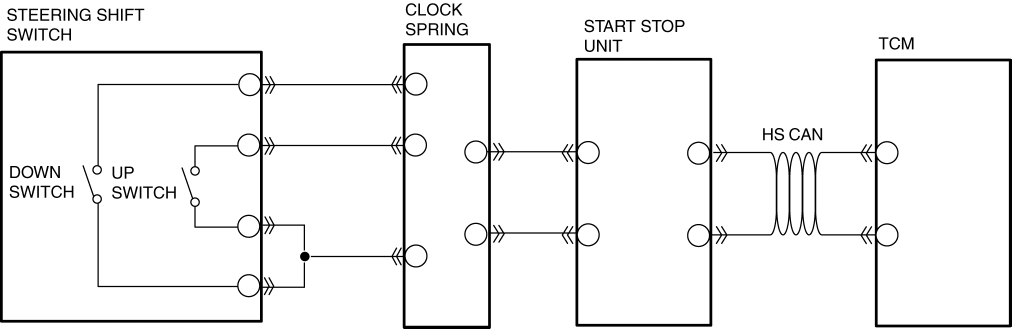 STEERING SHIFT
SWITCH
CLOCK
SPRING
START STOP
UNIT
TCM
HS CAN
DOWN
SWITCH
UP
SWITCH